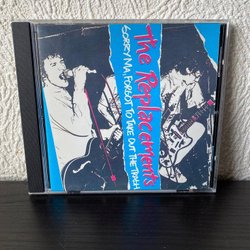 The Replacements
SORRY MA, FORGOT TO TAKE OUT THE TRASH